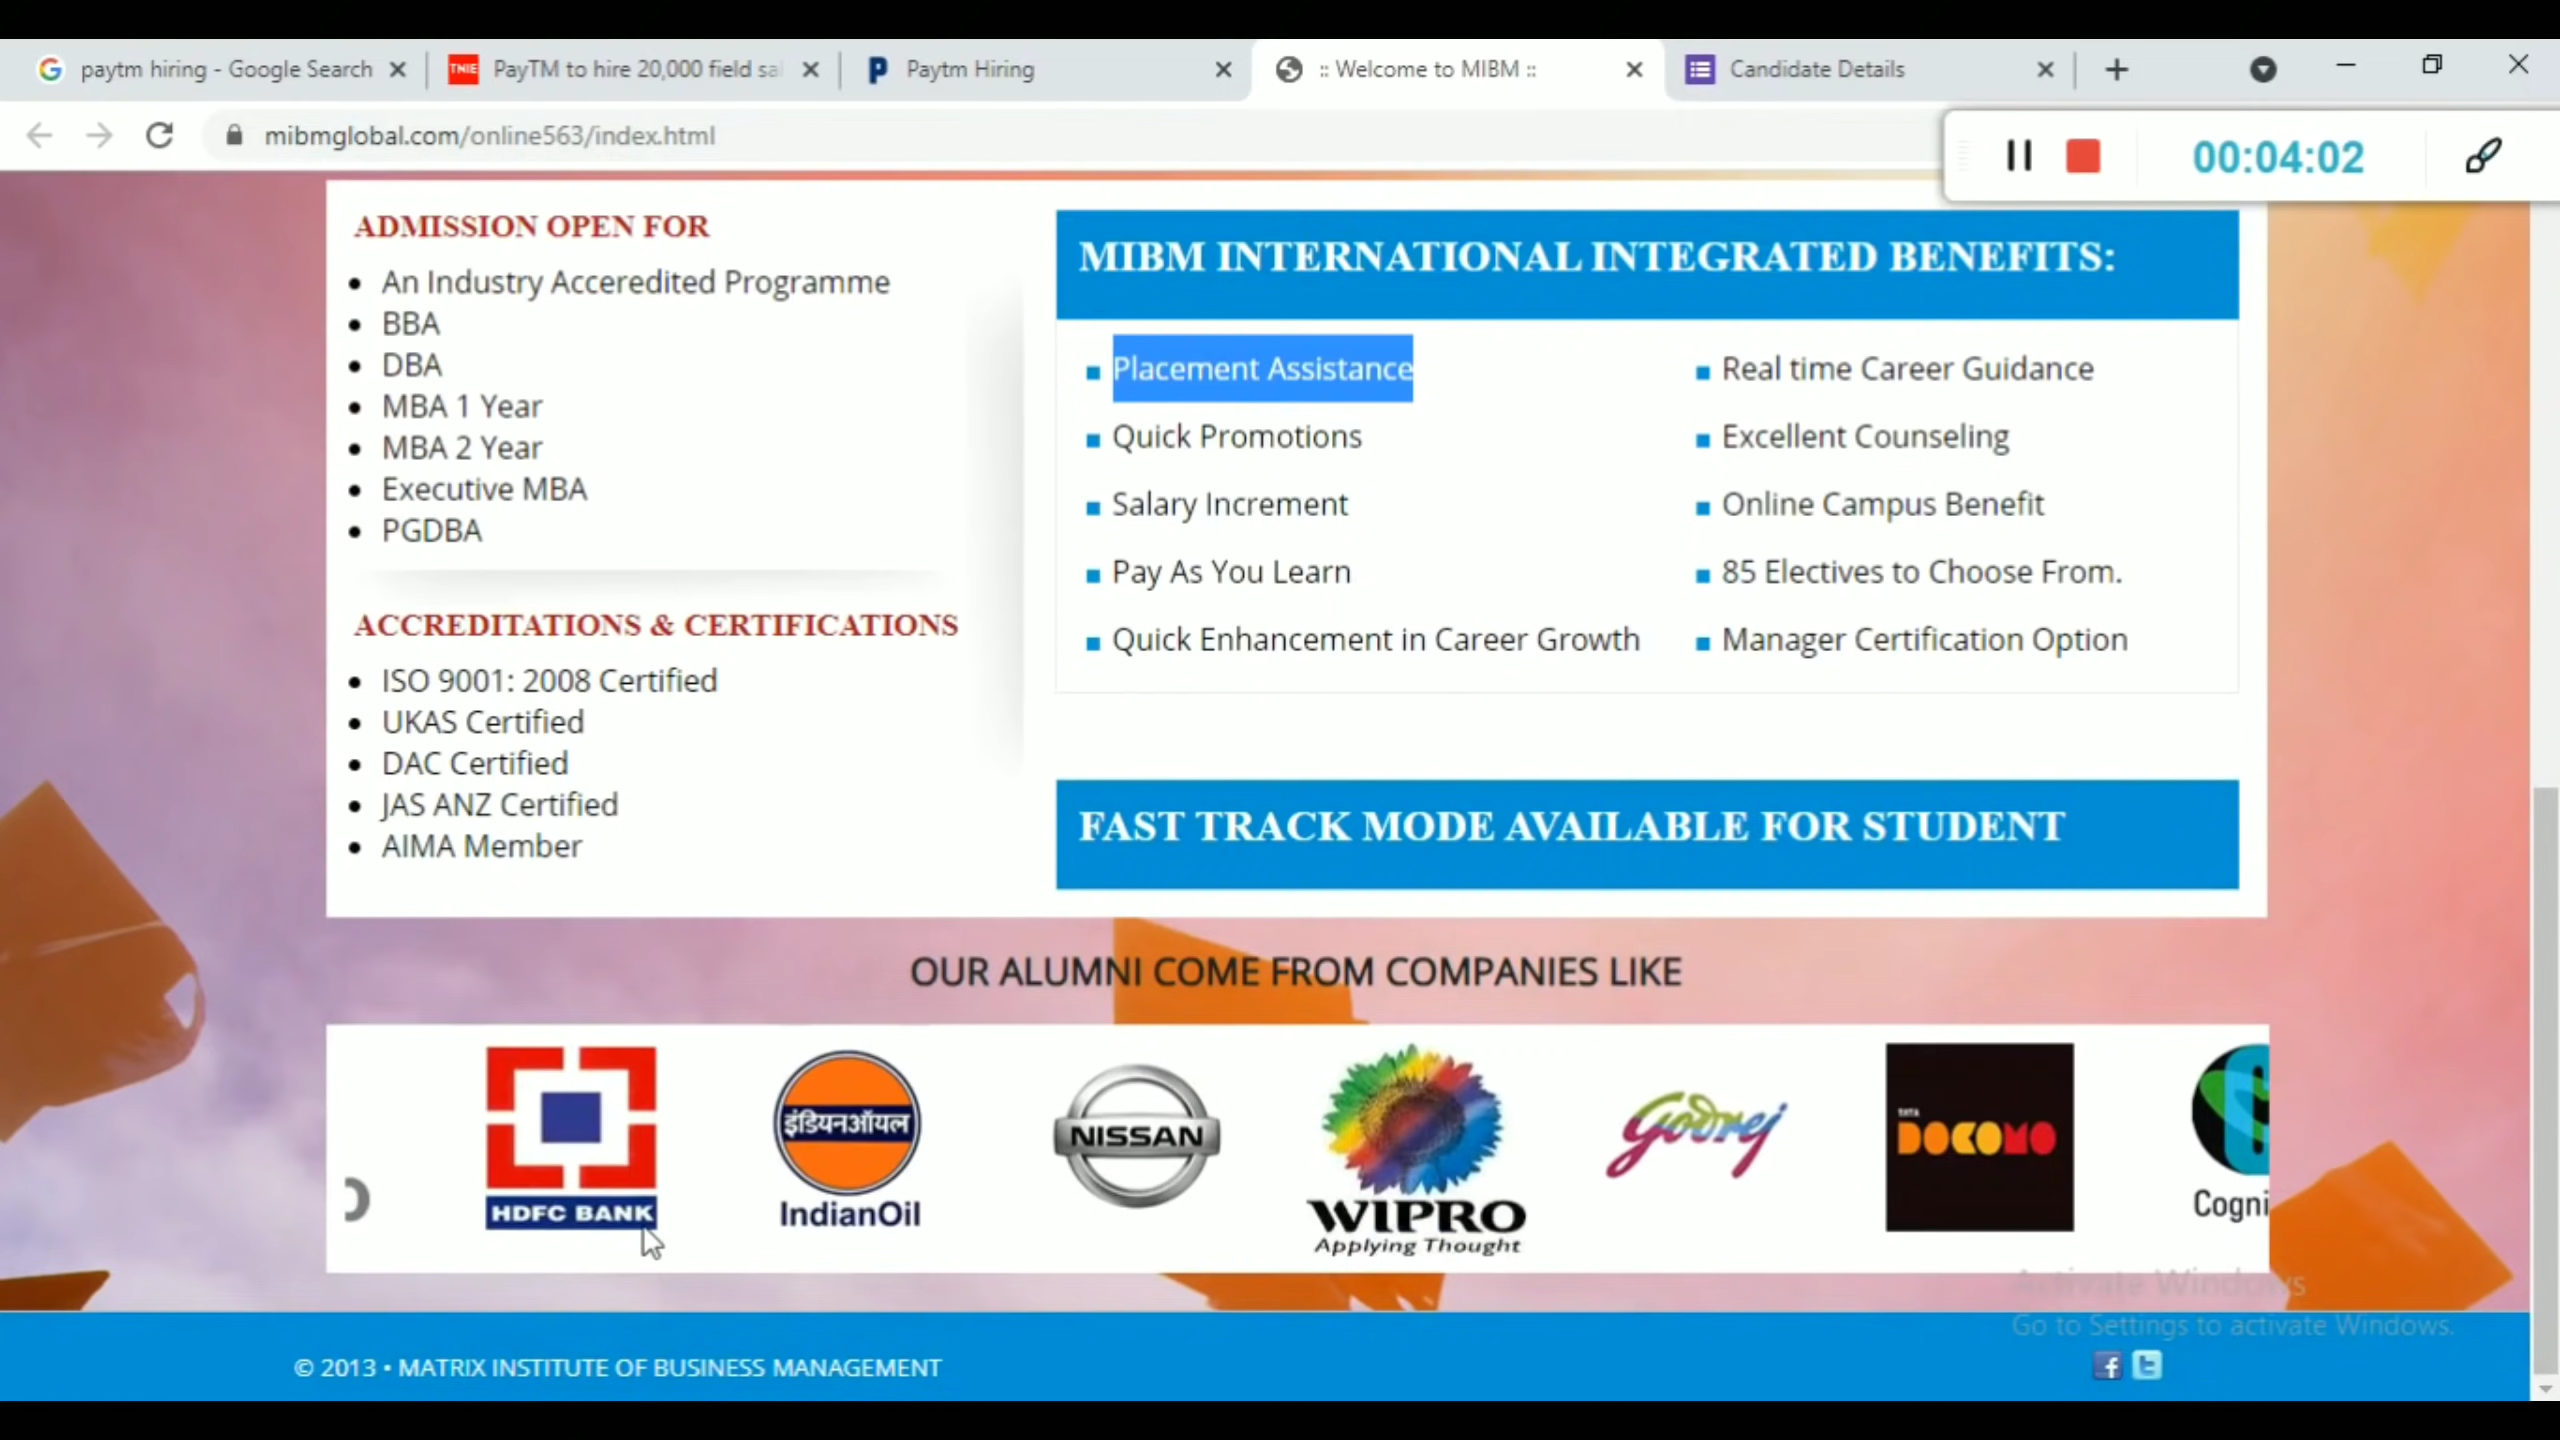 paytm hiring - Google Search
TNIE
PayTM to hire 20,000 field sa
Paytm Hiring
:: Welcome to MIBM ::
Candidate Details
mibmglobal.com/online563/index.html
00:04:02
ADMISSION OPEN FOR
An Industry Acceredited Programme
BBA
DBA
MBA 1 Year
MBA 2 Year
Executive MBA
PGDBA
ACCREDITATIONS & CERTIFICATIONS
ISO 9001: 2008 Certified
UKAS Certified
DAC Certified
JAS ANZ Certified
AIMA Member
MIBM INTERNATIONAL INTEGRATED BENEFITS:
Placement Assistance
Quick Promotions
Salary Increment
Pay As You Learn
Quick Enhancement in Career Growth
Real time Career Guidance
Excellent Counseling
Online Campus Benefit
85 Electives to Choose From.
Manager Certification Option
FAST TRACK MODE AVAILABLE FOR STUDENT
OUR ALUMNI COME FROM COMPANIES LIKE
HDFC BANK
इंडियनऑयल
IndianOil
NISSAN
WIPRO
Applying Thought
Godrej
TATA
DOCOMO
Cogni
Activate Windows
Go to Settings to activate Windows.
© 2013 • MATRIX INSTITUTE OF BUSINESS MANAGEMENT